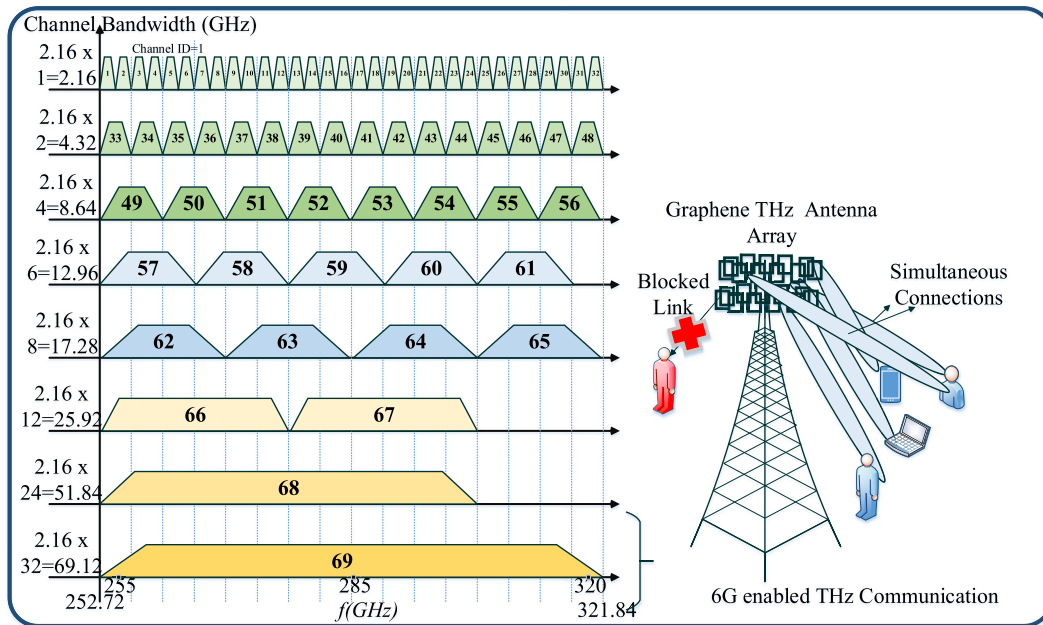 Channel Bandwidth (GHz)
2.16 x
1=2.16
Channel ID=1
1 2 3 4 5 6 7 8 9 10 11 12 13 14 15 16 17 18 19 20 21 22 23 24 25 26 27 28 29 30 31 32
2.16 x
2=4.32
33 34 35 36 37 38 39 40 41 42 43 44 45 46 47 48
2.16 x
4=8.64
49 50 51 52 53 54 55 56
2.16 x
6=12.96
57 58 59 60 61
2.16 x
8=17.28
62 63 64 65
2.16 x
12=25.92
66 67
2.16 x
24=51.84
68
2.16 x
32=69.12
69
255 285 320
252.72 f(GHz) 321.84
Graphene THz Antenna
Array
Blocked
Link
Simultaneous
Connections
6G enabled THz Communication